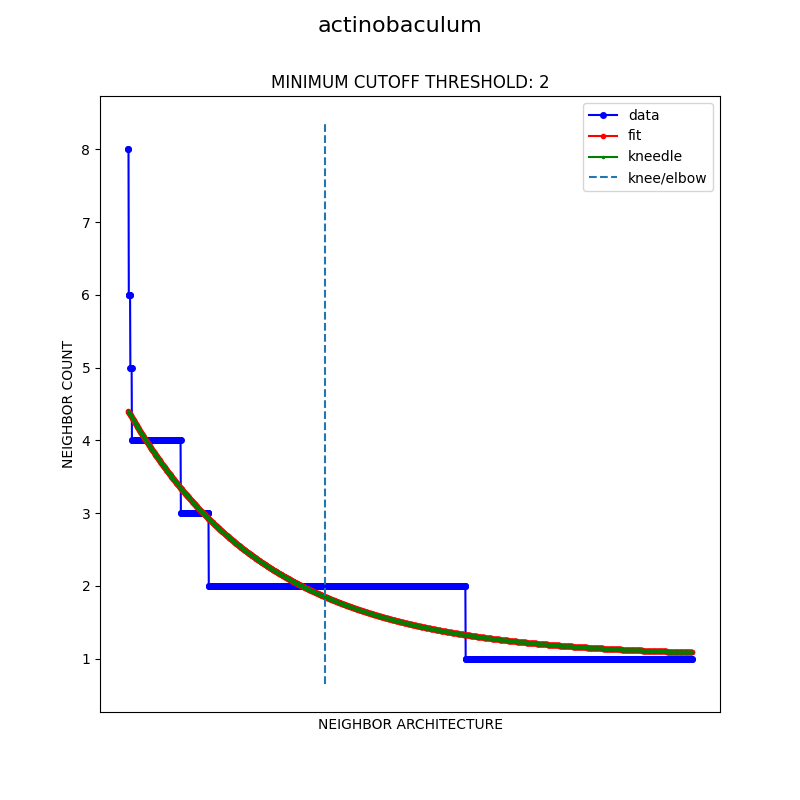 actinobaculum
MINIMUM CUTOFF THRESHOLD: 2
data
fit
kneedle
knee/elbow
8
7
6
5
4
3
2
1
NEIGHBOR COUNT
NEIGHBOR ARCHITECTURE